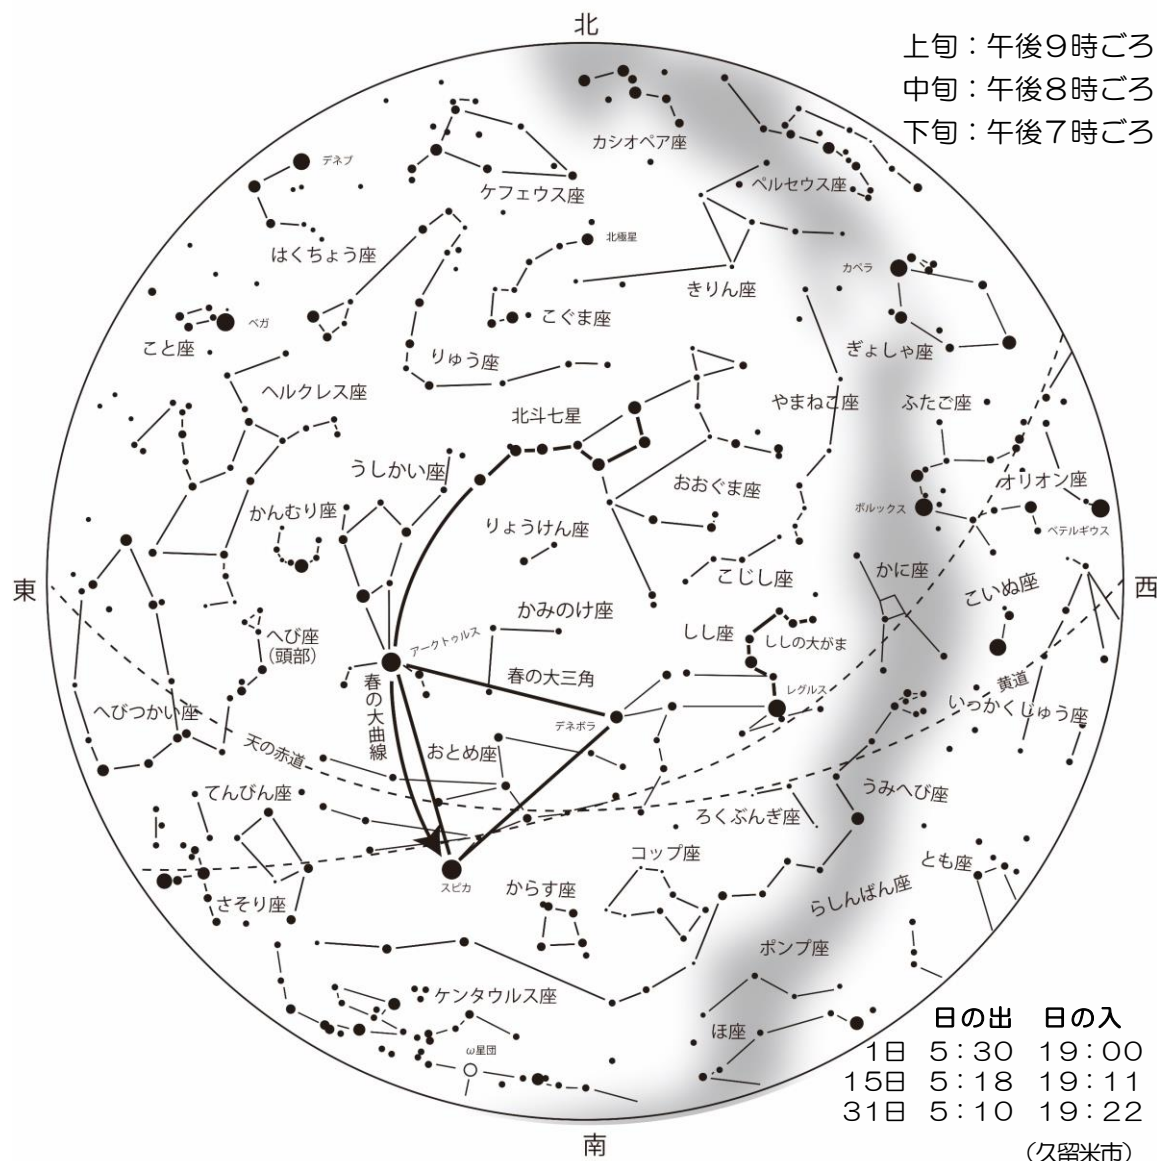 北
上旬：午後９時ごろ
中旬：午後８時ごろ
下旬：午後７時ごろ
カシオペア座
デネブ
ケフェウス座
ペルセウス座
北極星
はくちょう座
カペラ
きりん座
こぐま座
ベガ
こと座
りゅう座
ぎょしゃ座
ヘルクレス座
やまねこ座
ふたご座
北斗七星
うしかい座
おおぐま座
オリオン座
かんむり座
ポルックス
りょうけん座
ベテルギウス
こじし座
かに座
東
西
こいぬ座
かみのけ座
へび座
（頭部）
アークトゥルス
しし座
ししの大がま
春の大三角
レグルス
黄道
へびつかい座
春の大曲線
デネボラ
いっかくじゅう座
天の赤道
おとめ座
てんびん座
うみへび座
ろくぶんぎ座
コップ座
とも座
スピカ
からす座
さそり座
らしんばん座
ポンプ座
ケンタウルス座
ほ座
ω星団
日の出　日の入
1日　5：30　19：00
15日　5：18　19：11
31日　5：10　19：22
（久留米市）
南